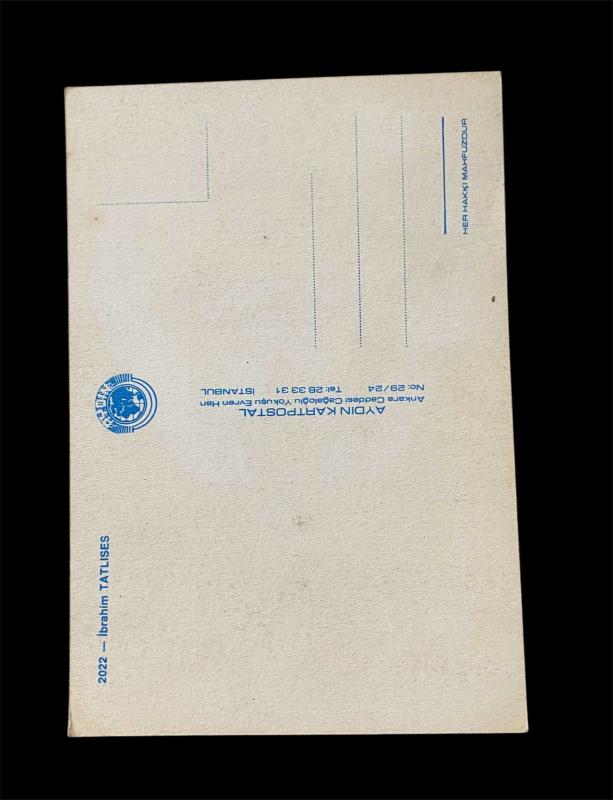 2022 — İbrahim TATLISES
AYDIN KARTPOSTAL
Ankara Caddesi Cağaloğlu Yokuşu Evren Han
No: 29/24 Tel: 28 33 31 İSTANBUL
HER HAKKI MAHFUZDUR